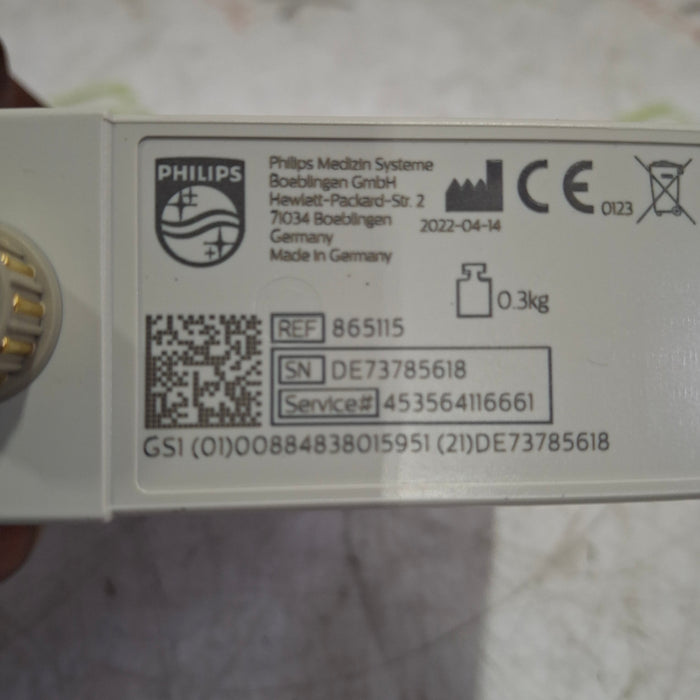 PHILIPS
Philips Medizin Systeme
Boeblingen GmbH
Hewlett-Packard-Str. 2
71034 Boeblingen
Germany
Made in Germany
2022-04-14
CE 0123
0.3kg
REF 865115
SN DE73785618
Service# 453564116661
GS1 (01)00884838015951 (21)DE73785618